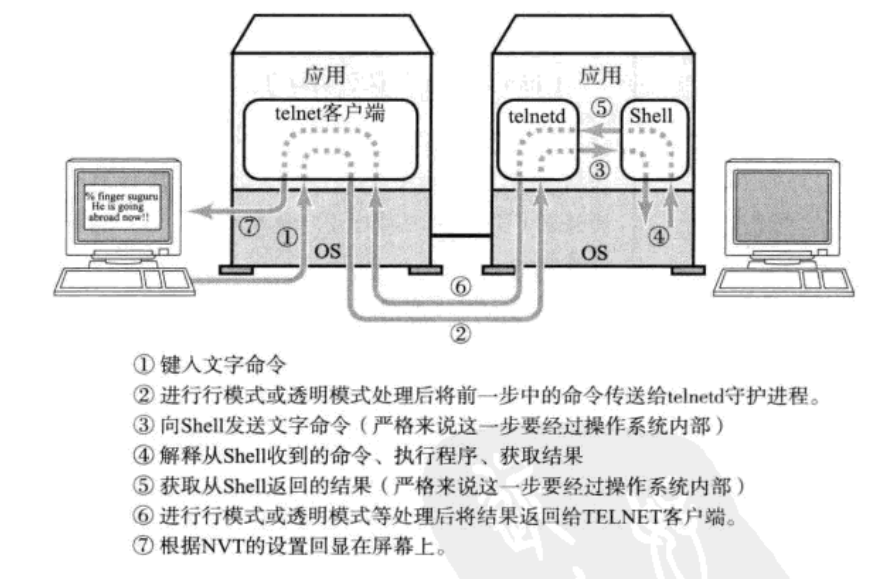 应用
应用
telnet客户端
telnetd
⑤
Shell
③
% finger suguru
He is going
abroad now!!
⑦
①
OS
④
OS
⑥
②
① 键入文字命令
② 进行行模式或透明模式处理后将前一步中的命令传送给telnetd守护进程。
③ 向Shell发送文字命令（严格来说这一步要经过操作系统内部）
④ 解释从Shell收到的命令、执行程序、获取结果
⑤ 获取从Shell返回的结果（严格来说这一步要经过操作系统内部）
⑥ 进行行模式或透明模式等处理后将结果返回给TELNET客户端。
⑦ 根据NVT的设置回显在屏幕上。